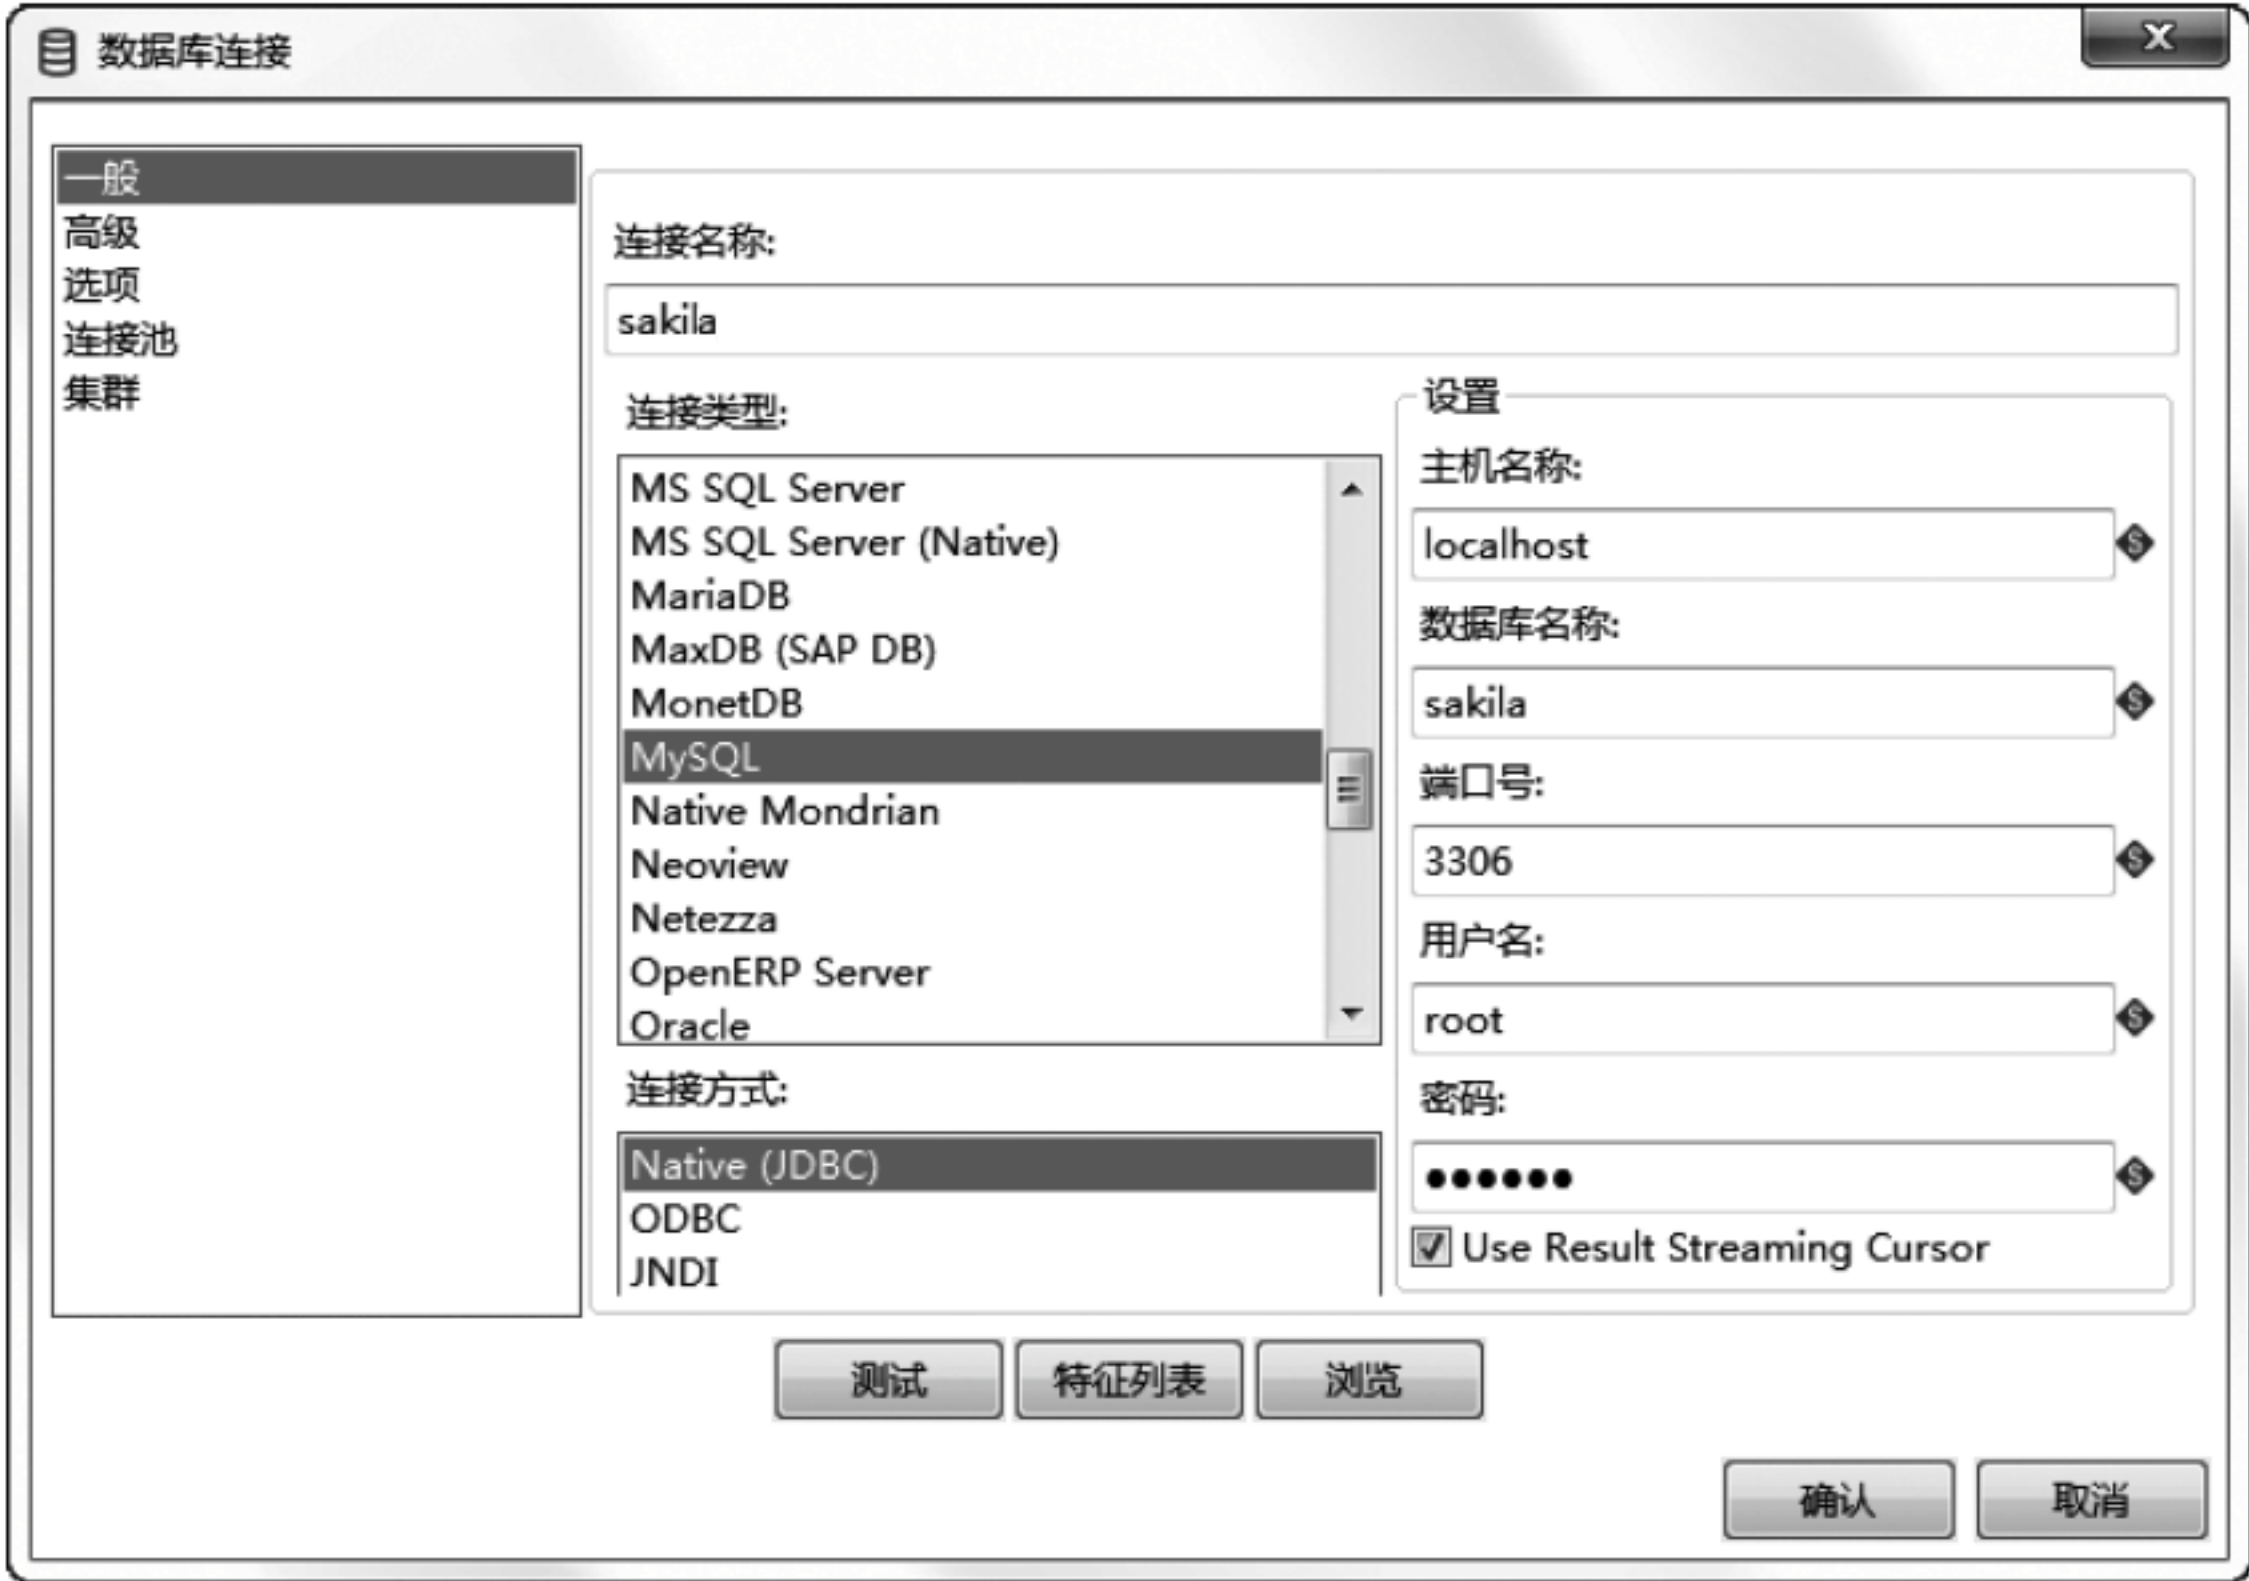 数据库连接
一般
高级
选项
连接池
集群
连接名称:
sakila
连接类型:
MS SQL Server
MS SQL Server (Native)
MariaDB
MaxDB (SAP DB)
MonetDB
MySQL
Native Mondrian
Neoview
Netezza
OpenERP Server
Oracle
连接方式:
Native (JDBC)
ODBC
JNDI
设置
主机名称:
localhost
数据库名称:
sakila
端口号:
3306
用户名:
root
密码:
●●●●●●
Use Result Streaming Cursor
测试
特征列表
浏览
确认
取消